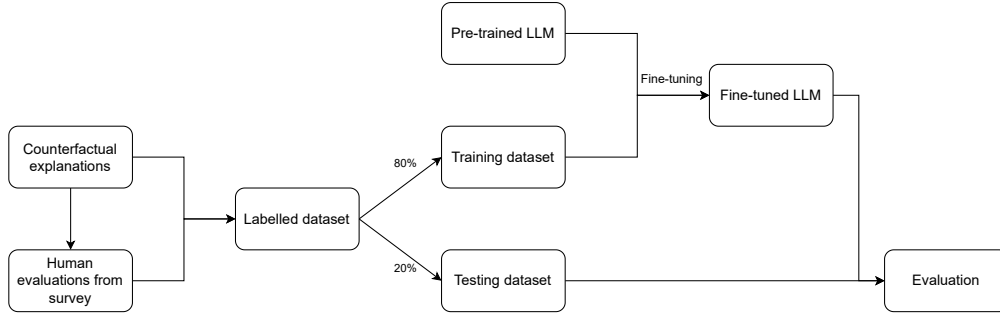 Pre-trained LLM
Fine-tuning
Fine-tuned LLM
Counterfactual
explanations
80%
Training dataset
Labelled dataset
20%
Human
evaluations from
survey
Testing dataset
Evaluation